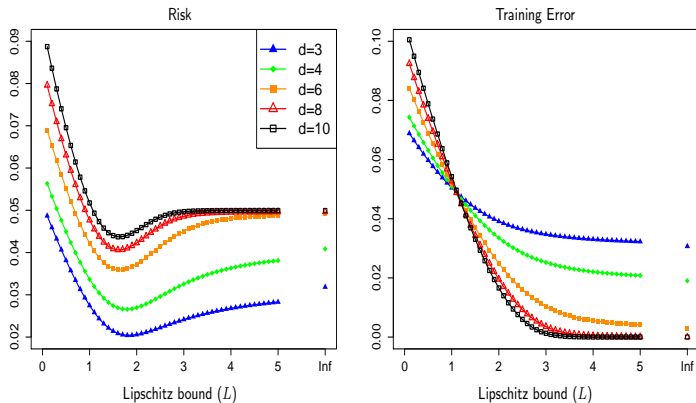 Risk
Training Error
0.09
0.08
0.07
0.06
0.05
0.04
0.03
0.02
d=3
d=4
d=6
d=8
d=10
0 1 2 3 4 5 Inf
Lipschitz bound (L)
0.10
0.08
0.06
0.04
0.02
0.00
0 1 2 3 4 5 Inf
Lipschitz bound (L)